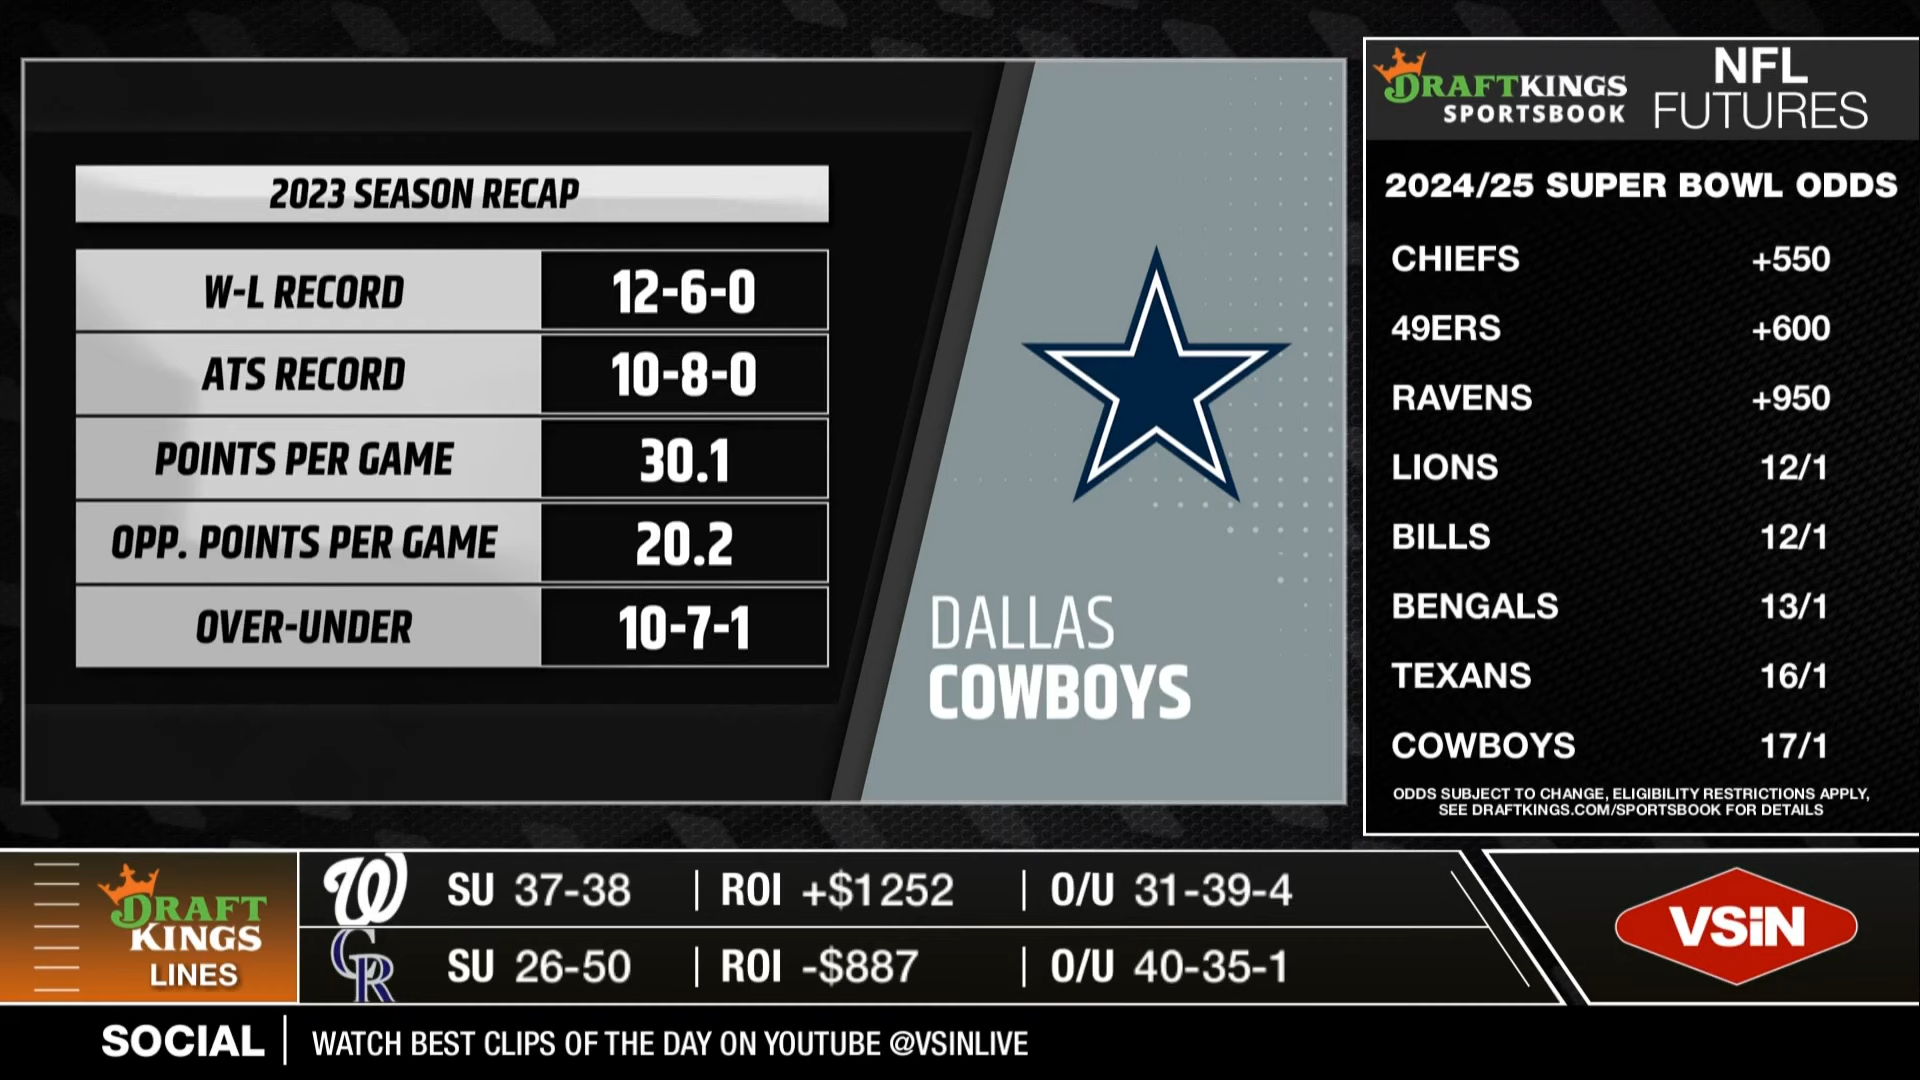 2023 SEASON RECAP
W-L RECORD 12-6-0
ATS RECORD 10-8-0
POINTS PER GAME 30.1
OPP. POINTS PER GAME 20.2
OVER-UNDER 10-7-1
DALLAS
COWBOYS
DRAFTKINGS
SPORTSBOOK
NFL
FUTURES
2024/25 SUPER BOWL ODDS
CHIEFS +550
49ERS +600
RAVENS +950
LIONS 12/1
BILLS 12/1
BENGALS 13/1
TEXANS 16/1
COWBOYS 17/1
ODDS SUBJECT TO CHANGE, ELIGIBILITY RESTRICTIONS APPLY,
SEE DRAFTKINGS.COM/SPORTSBOOK FOR DETAILS
DRAFT
KINGS
LINES
W SU 37-38 | ROI +$1252 | O/U 31-39-4
CR SU 26-50 | ROI -$887 | O/U 40-35-1
VSiN
SOCIAL | WATCH BEST CLIPS OF THE DAY ON YOUTUBE @VSINLIVE